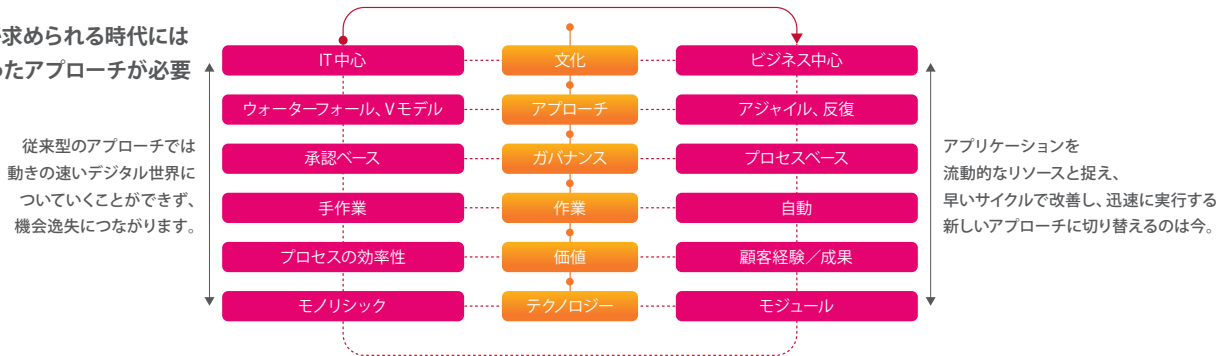 求められる時代には
たアプローチが必要
従来型のアプローチでは
動きの速いデジタル世界に
ついていくことができず、
機会逸失につながります。
IT中心
文化
ビジネス中心
ウォーターフォール、Vモデル
アプローチ
アジャイル、反復
承認ベース
ガバナンス
プロセスベース
手作業
作業
自動
プロセスの効率性
価値
顧客経験／成果
モノリシック
テクノロジー
モジュール
アプリケーションを
流動的なリソースと捉え、
早いサイクルで改善し、迅速に実行する
新しいアプローチに切り替えるのは今。